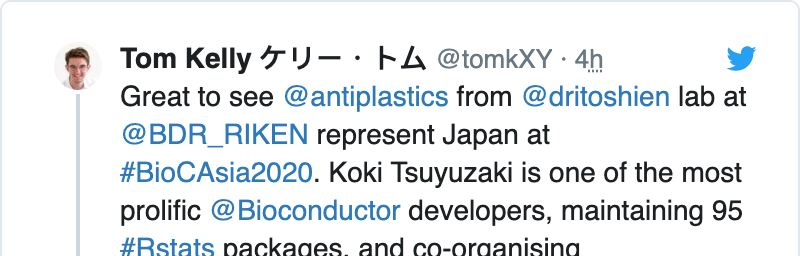 Tom Kelly ケリー・トム @tomkXY · 4h
Great to see @antiplastics from @dritoshien lab at
@BDR_RIKEN represent Japan at
#BioCAsia2020. Koki Tsuyuzaki is one of the most
prolific @Bioconductor developers, maintaining 95
#Rstats packages, and co-organising